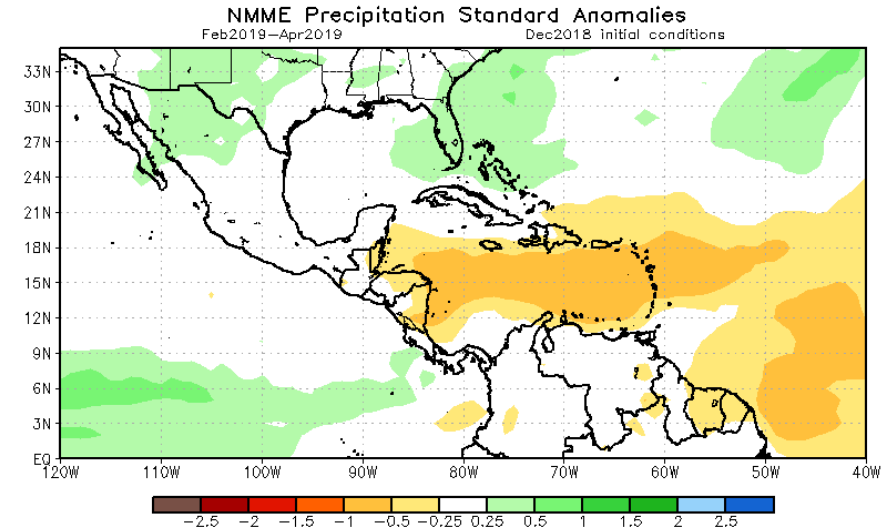 NMME Precipitation Standard Anomalies
Feb2019-Apr2019 Dec2018 initial conditions
33N
30N
27N
24N
21N
18N
15N
12N
9N
6N
3N
EQ
120W 110W 100W 90W 80W 70W 60W 50W 40W
-2.5 -2 -1.5 -1 -0.5 -0.25 0.25 0.5 1 1.5 2 2.5